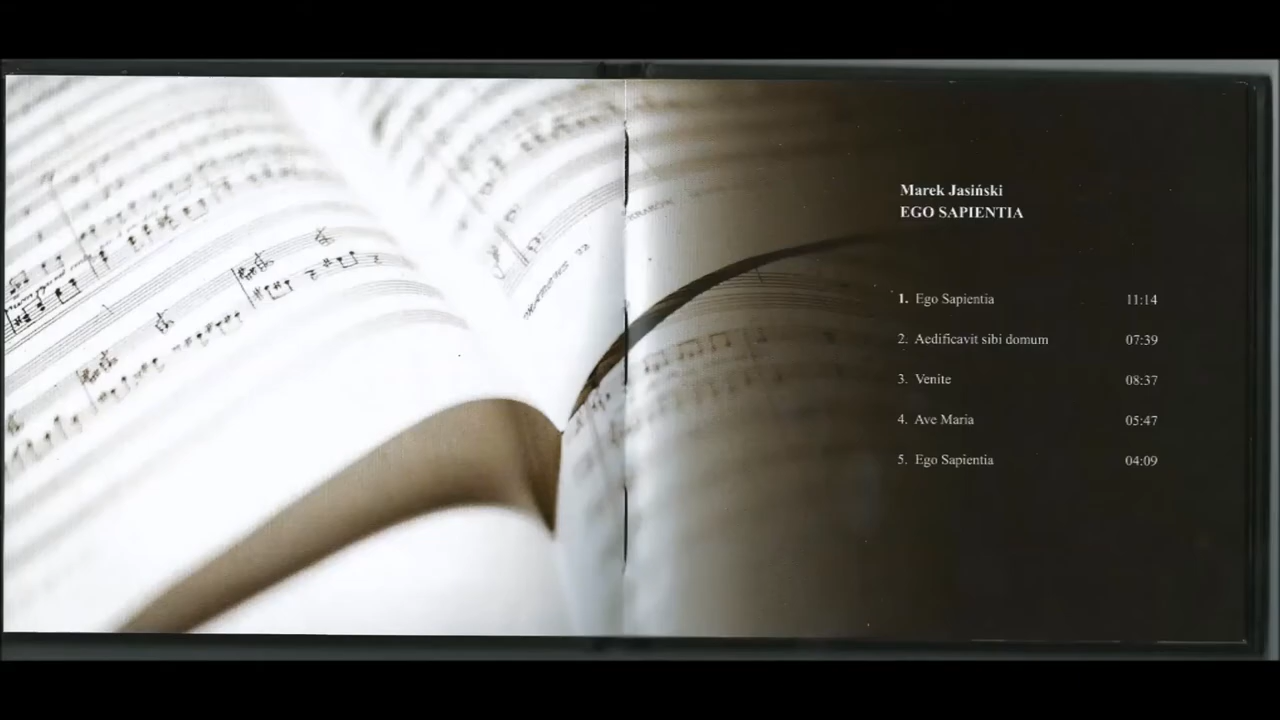 Marek Jasiński
EGO SAPIENTIA
1. Ego Sapientia 11:14
2. Aedificavit sibi domum 07:39
3. Venite 08:37
4. Ave Maria 05:47
5. Ego Sapientia 04:09